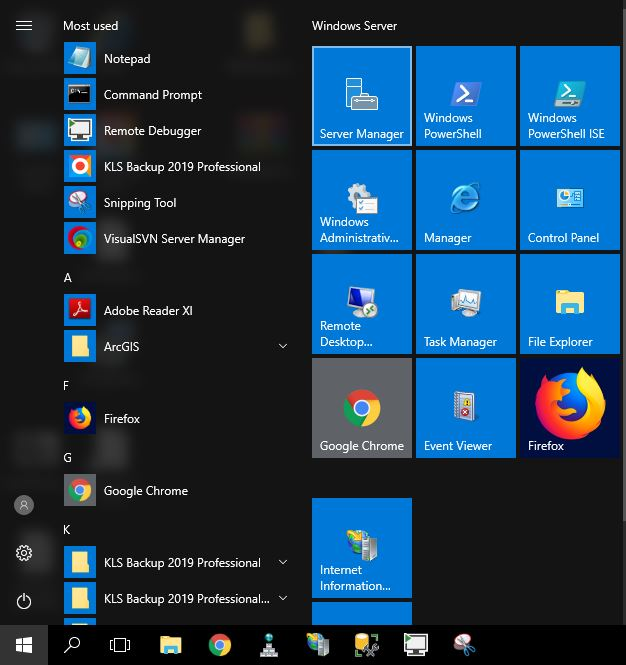 Most used
Notepad
Command Prompt
Remote Debugger
KLS Backup 2019 Professional
Snipping Tool
VisualSVN Server Manager
A
Adobe Reader XI
ArcGIS
F
Firefox
G
Google Chrome
K
KLS Backup 2019 Professional
KLS Backup 2019 Professional...
Windows Server
Server Manager
Windows
PowerShell
Windows
PowerShell ISE
Windows
Administrativ...
Manager
Control Panel
Remote
Desktop...
Task Manager
File Explorer
Google Chrome
Event Viewer
Firefox
Internet
Information...